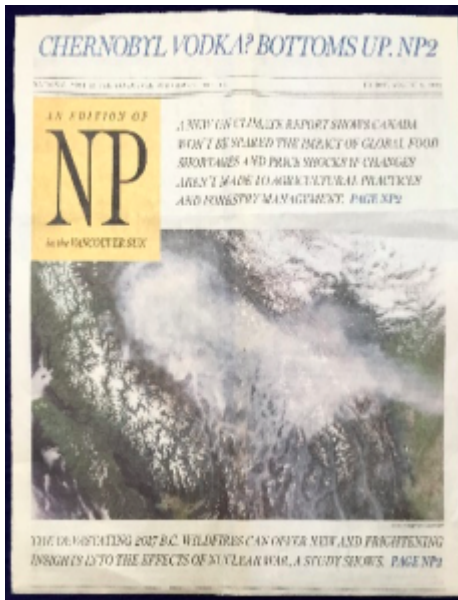 CHERNOBYL VODKA? BOTTOMS UP. NP2
AN EDITION OF
NP
in the VANCOUVER SUN
A NEW UN CLIMATE REPORT SHOWS CANADA
WON'T BE SPARED THE IMPACT OF GLOBAL FOOD
SHORTAGES AND PRICE SHOCKS IF CHANGES
AREN'T MADE TO AGRICULTURAL PRACTICES
AND FORESTRY MANAGEMENT. PAGE NP2
THE DEVASTATING 2017 B.C. WILDFIRES CAN OFFER NEW AND FRIGHTENING
INSIGHTS INTO THE EFFECTS OF NUCLEAR WAR, A STUDY SHOWS. PAGE NP2